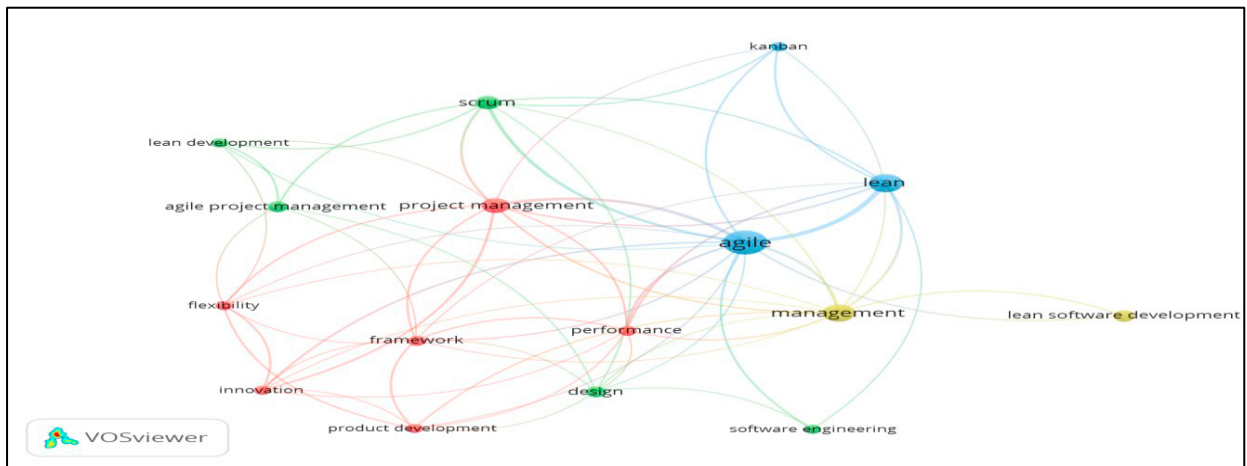 kanban
scrum
lean development
lean
agile project management
project management
agile
flexibility
management
lean software development
performance
framework
innovation
design
product development
software engineering
VOSviewer